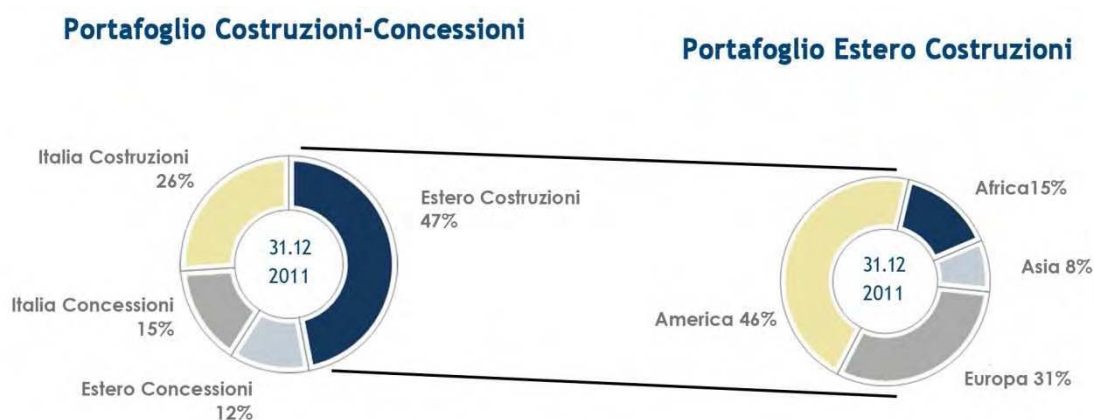 Portafoglio Costruzioni-Concessioni
Portafoglio Estero Costruzioni
Italia Costruzioni
26%
Estero Costruzioni
47%
31.12
2011
Italia Concessioni
15%
Estero Concessioni
12%
Africa15%
Asia 8%
31.12
2011
America 46%
Europa 31%